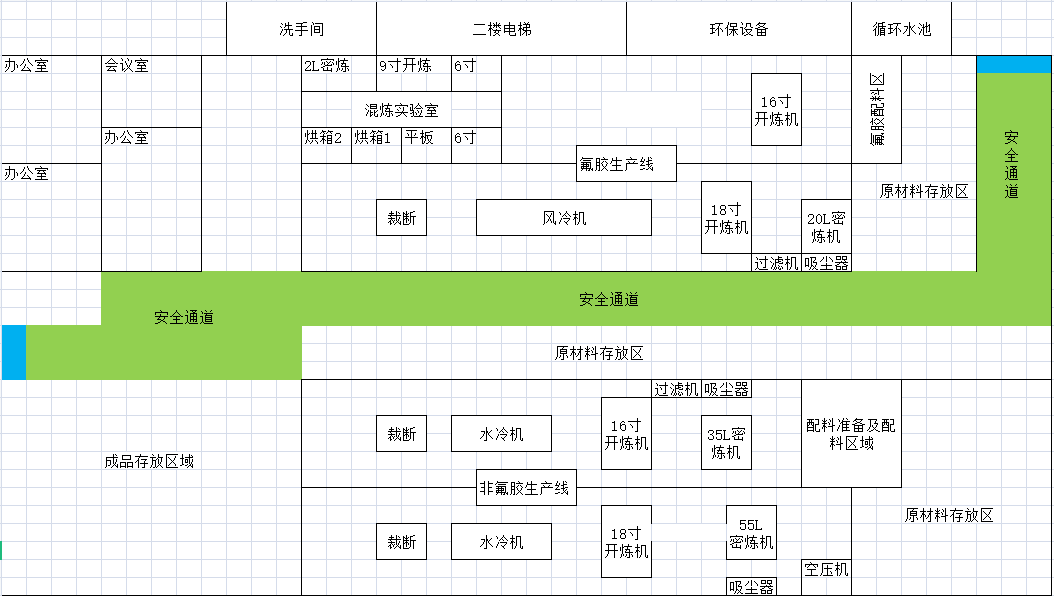 洗手间
二楼电梯
环保设备
循环水池
办公室
会议室
2L密炼
9寸开炼
6寸
混炼实验室
办公室
烘箱2
烘箱1
平板
6寸
办公室
16寸
开炼机
氟胶配料区
安
全
通
道
氟胶生产线
原材料存放区
裁断
风冷机
18寸
开炼机
20L密
炼机
过滤机
吸尘器
安全通道
安全通道
原材料存放区
过滤机
吸尘器
裁断
水冷机
16寸
开炼机
35L密
炼机
配料准备及配
料区域
成品存放区域
非氟胶生产线
原材料存放区
裁断
水冷机
18寸
开炼机
55L
密炼机
空压机
吸尘器